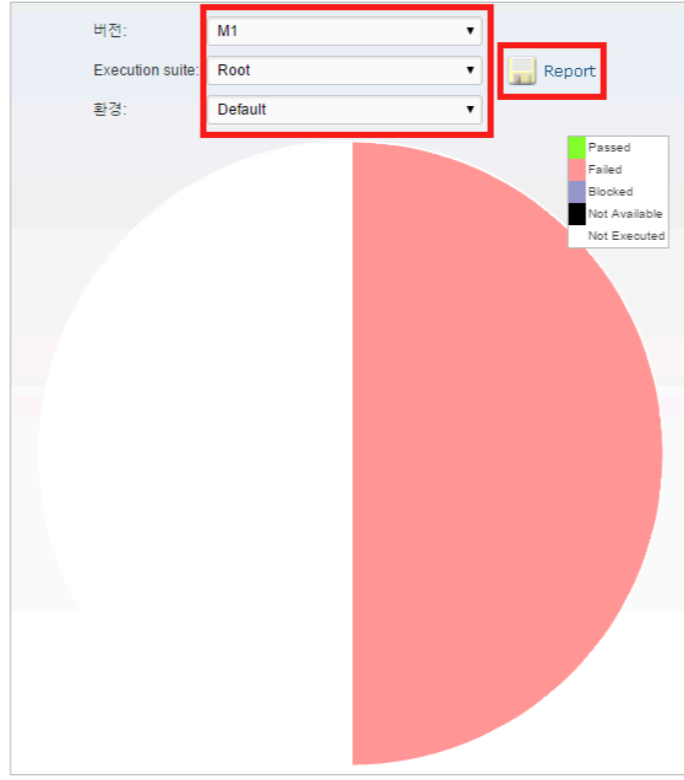 버전: M1
Execution suite: Root
Report
환경: Default
Passed
Failed
Blocked
Not Available
Not Executed